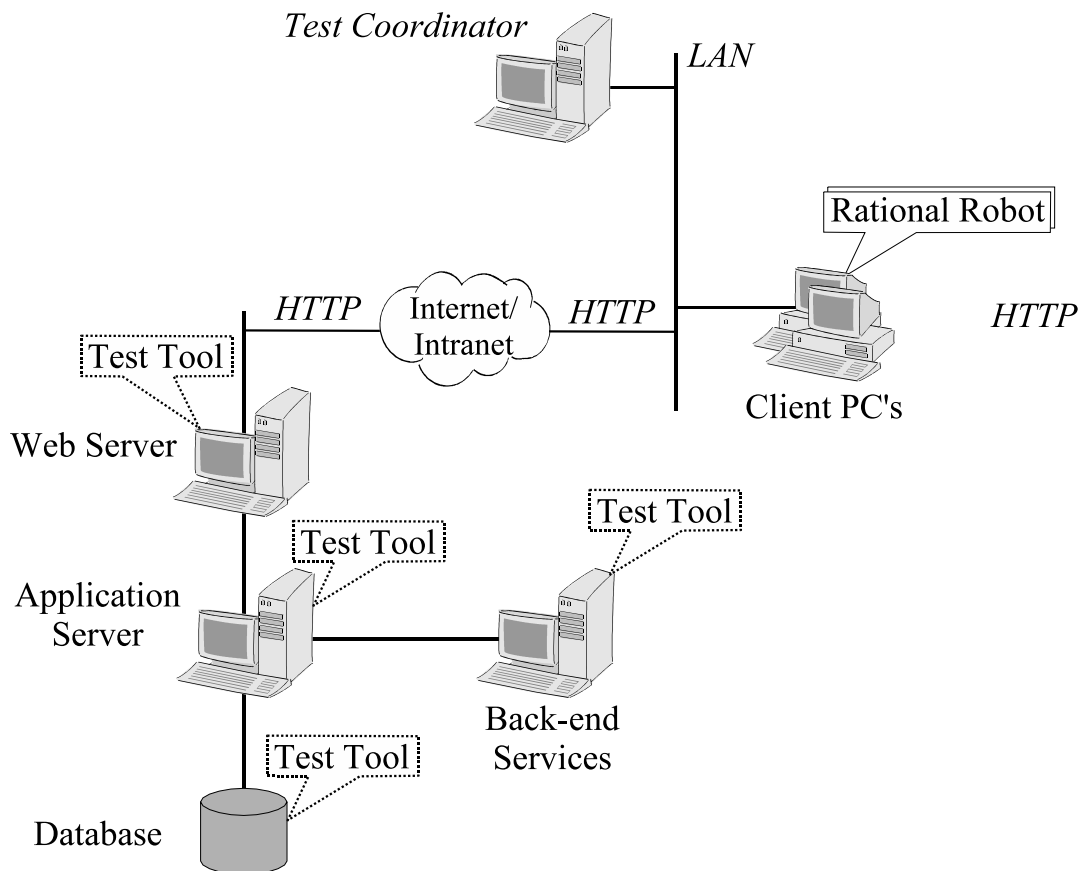 Test Coordinator
LAN
Rational Robot
HTTP
Internet/
Intranet
HTTP
HTTP
Client PC's
Test Tool
Web Server
Test Tool
Test Tool
Application
Server
Back-end
Services
Test Tool
Database